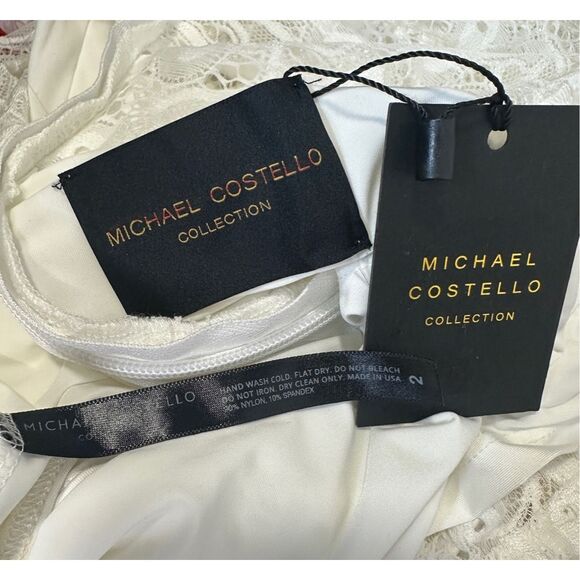 MICHAEL COSTELLO
COLLECTION
MICHAEL
COSTELLO
COLLECTION
MICHAEL COSTELLO
HAND WASH COLD. FLAT DRY. DO NOT BLEACH
DO NOT IRON. DRY CLEAN ONLY. MADE IN USA.
90% NYLON, 10% SPANDEX
2